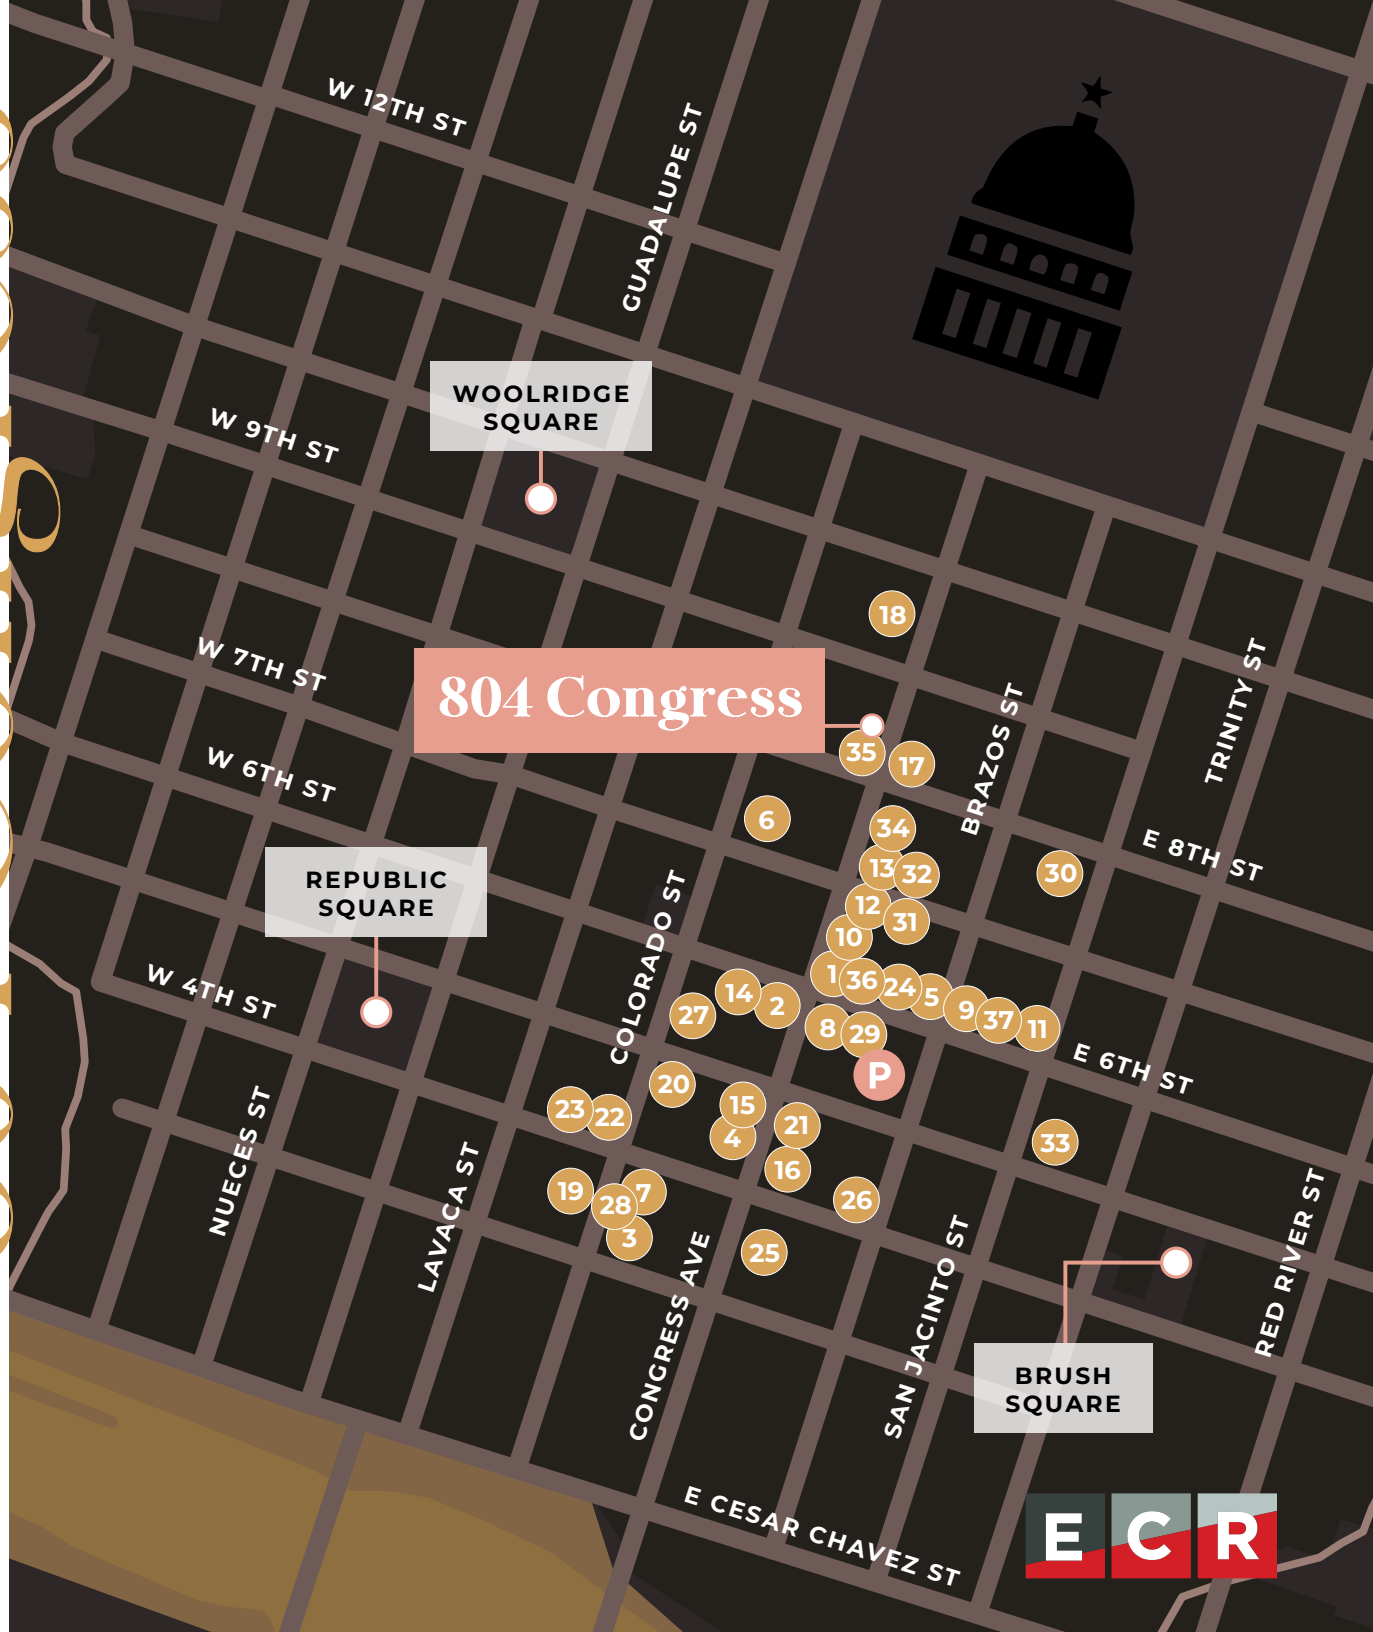 W 12TH ST
GUADALUPE ST
WOOLRIDGE
SQUARE
W 9TH ST
18
W 7TH ST
804 Congress
TRINITY ST
BRAZOS ST
35
17
W 6TH ST
6
34
E 8TH ST
13
32
30
REPUBLIC
SQUARE
12
31
10
COLORADO ST
W 4TH ST
1
36
24
5
9
37
11
14
2
27
8
29
E 6TH ST
P
20
23
22
15
4
21
33
NUECES ST
LAVACA ST
16
19
28
7
26
3
25
RED RIVER ST
SAN JACINTO ST
CONGRESS AVE
BRUSH
SQUARE
E CESAR CHAVEZ ST
E C R